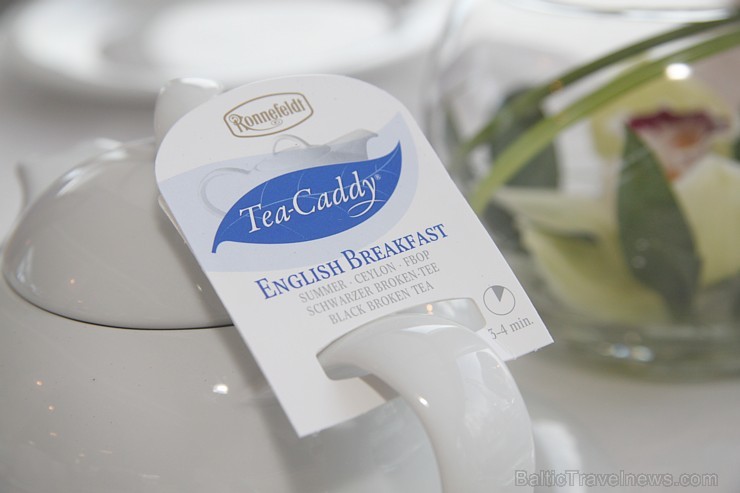 Ronnefeldt
Tea-Caddy®
ENGLISH BREAKFAST
SUMMER - CEYLON - FBOP
SCHWARZER BROKEN-TEE
BLACK BROKEN TEA
3-4 min.
BalticTravelnews.com